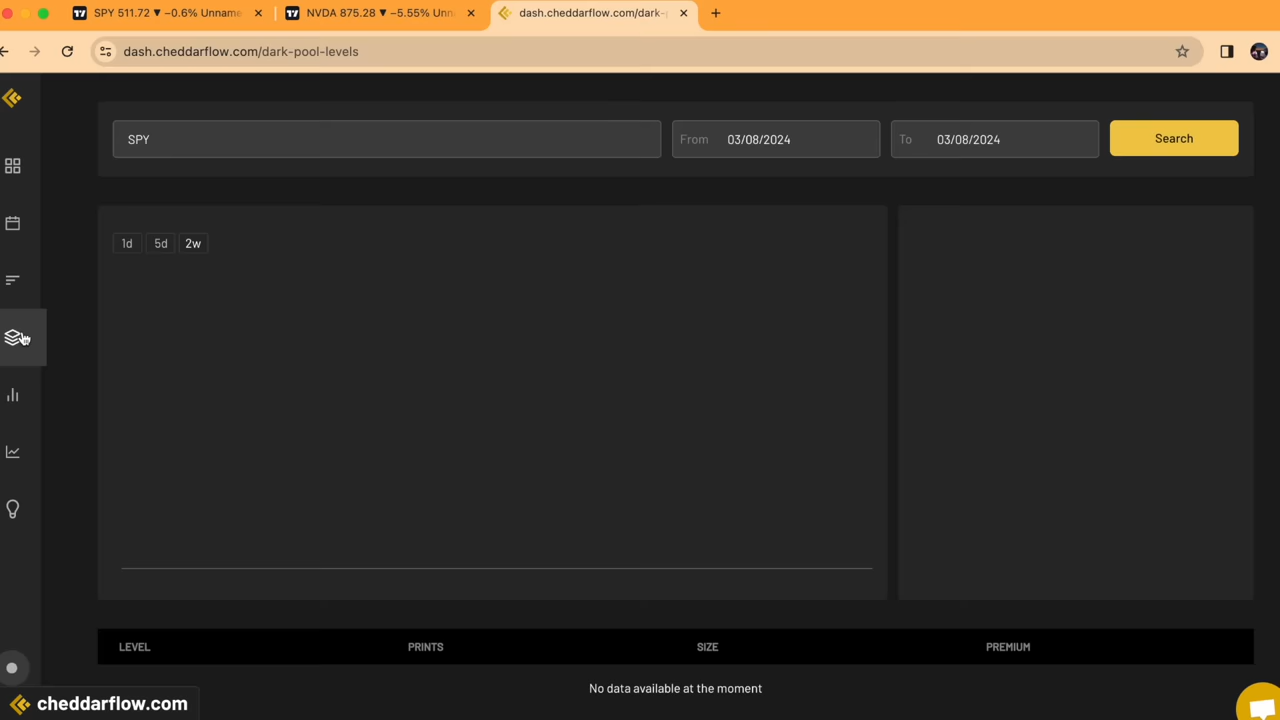 SPY 511.72 ▼ −0.6% Unname
NVDA 875.28 ▼ −5.55% Unn
dash.cheddarflow.com/dark-
dash.cheddarflow.com/dark-pool-levels
SPY
From 03/08/2024
To 03/08/2024
Search
1d 5d 2w
LEVEL PRINTS SIZE PREMIUM
No data available at the moment
cheddarflow.com